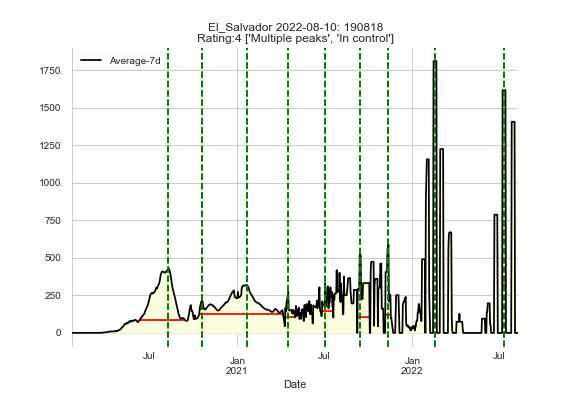 El_Salvador 2022-08-10: 190818
Rating:4 ['Multiple peaks', 'In control']
Average-7d
1750
1500
1250
1000
750
500
250
0
Jul
Jan
2021
Jul
Jan
2022
Jul
Date